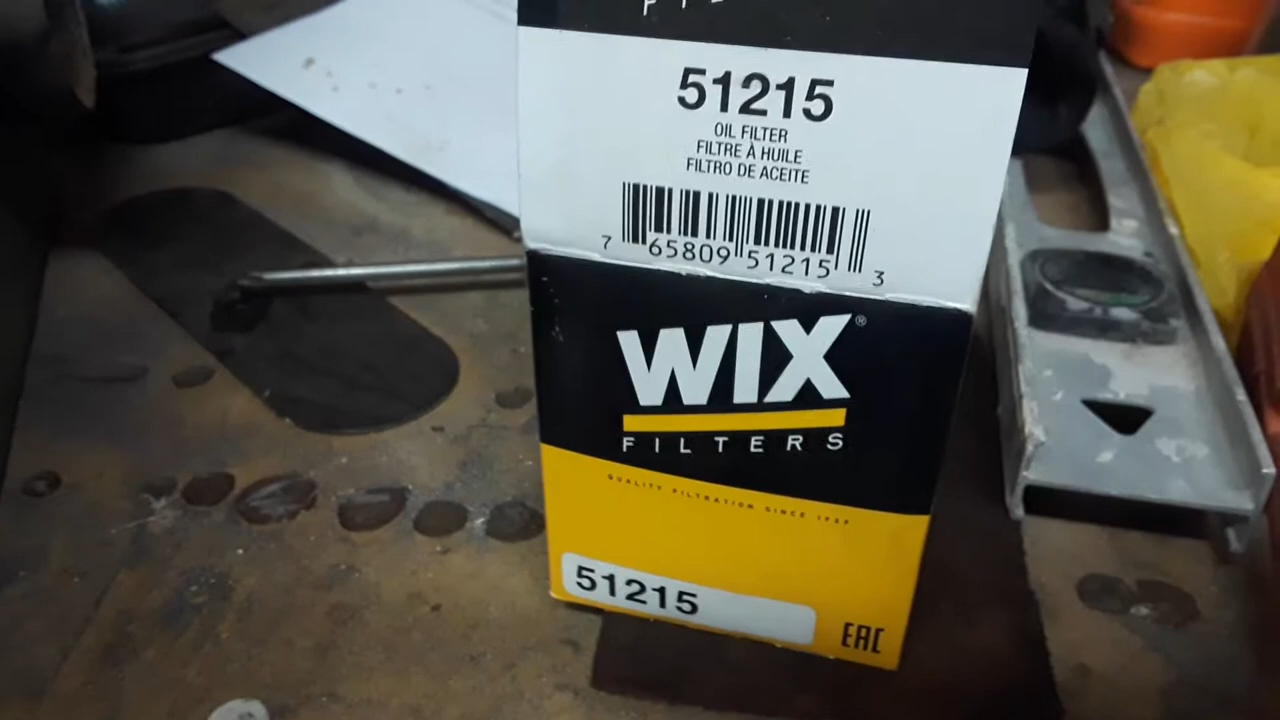 51215
OIL FILTER
FILTRE À HUILE
FILTRO DE ACEITE
7 65809 51215 3
WIX®
FILTERS
QUALITY FILTRATION SINCE 1939
51215
EAC